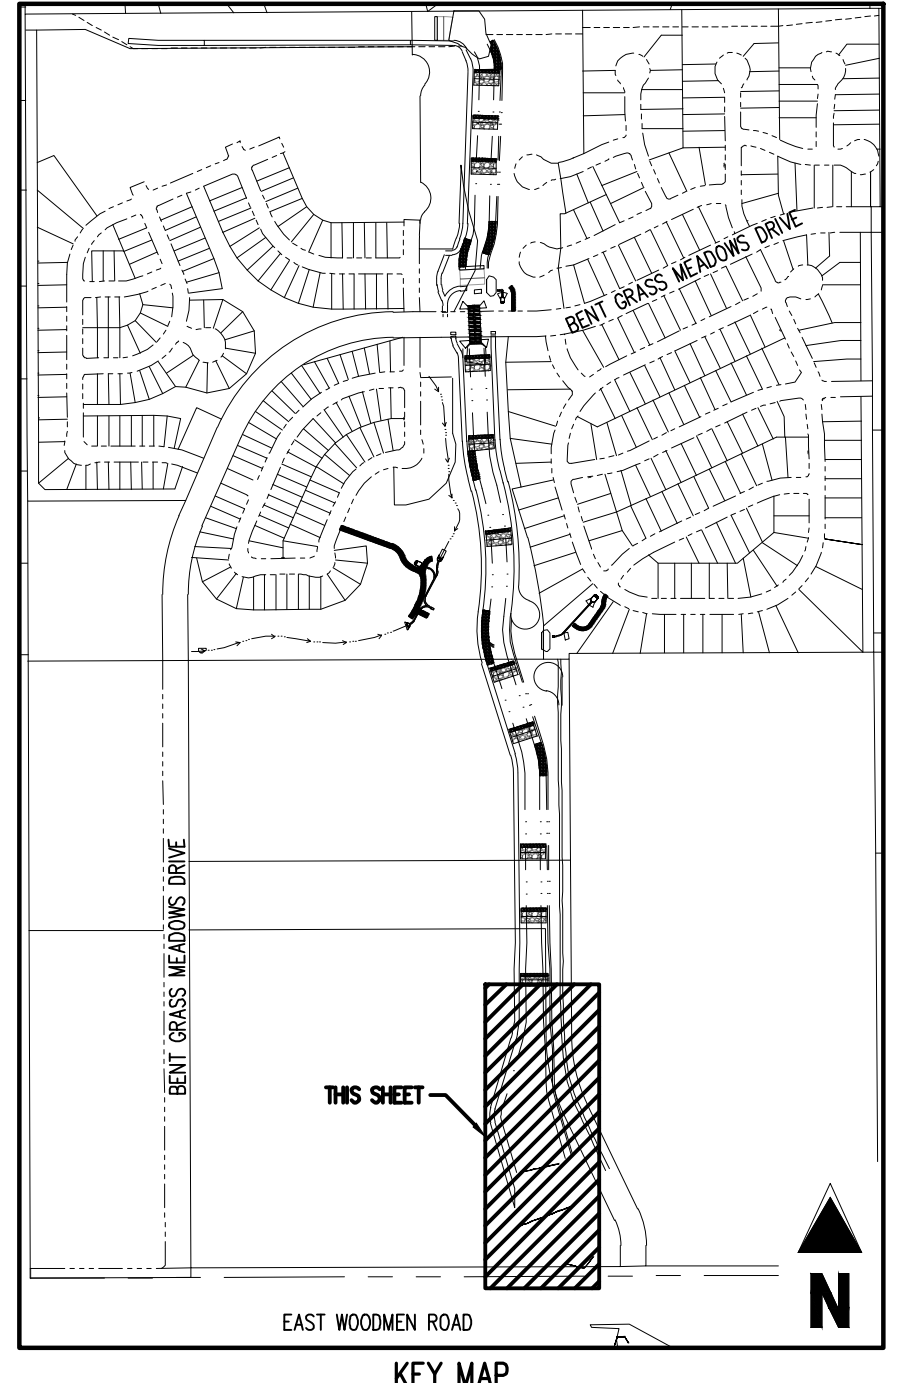 BENT GRASS MEADOWS DRIVE
BENT GRASS MEADOWS DRIVE
THIS SHEET
N
EAST WOODMEN ROAD
KEY MAP